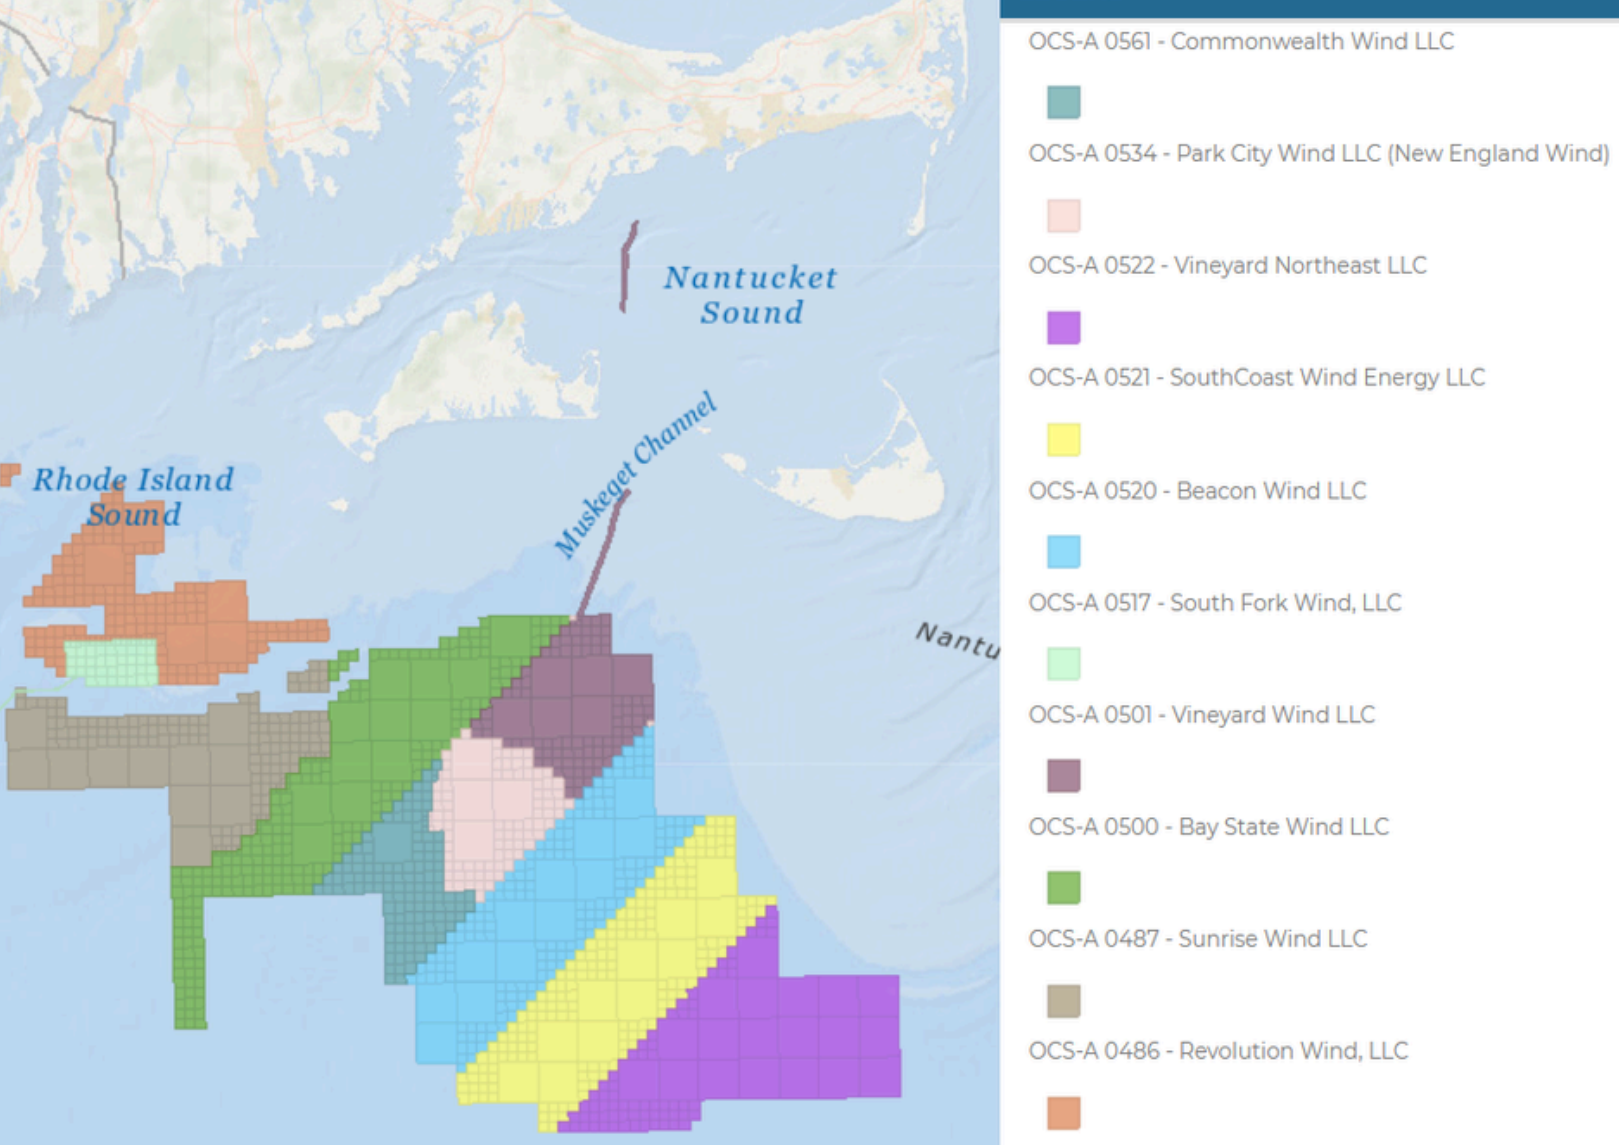 Nantucket
Sound
Muskeget Channel
Rhode Island
Sound
Nantu
OCS-A 0561 - Commonwealth Wind LLC
OCS-A 0534 - Park City Wind LLC (New England Wind)
OCS-A 0522 - Vineyard Northeast LLC
OCS-A 0521 - SouthCoast Wind Energy LLC
OCS-A 0520 - Beacon Wind LLC
OCS-A 0517 - South Fork Wind, LLC
OCS-A 0501 - Vineyard Wind LLC
OCS-A 0500 - Bay State Wind LLC
OCS-A 0487 - Sunrise Wind LLC
OCS-A 0486 - Revolution Wind, LLC